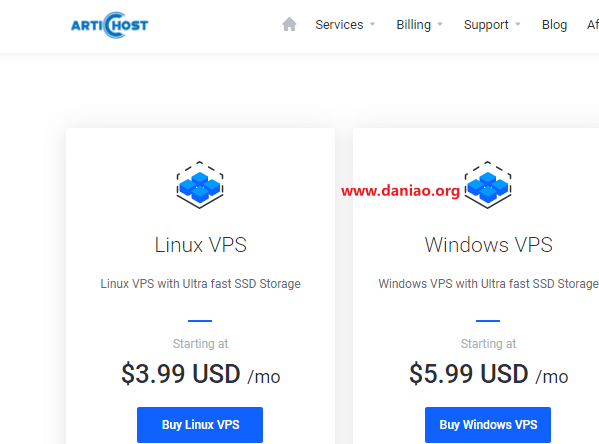 ARTICHOST
Services
Billing
Support
Blog
Af
www.daniao.org
Linux VPS
Linux VPS with Ultra fast SSD Storage
Starting at
$3.99 USD /mo
Buy Linux VPS
Windows VPS
Windows VPS with Ultra fast SSD Storage
Starting at
$5.99 USD /mo
Buy Windows VPS